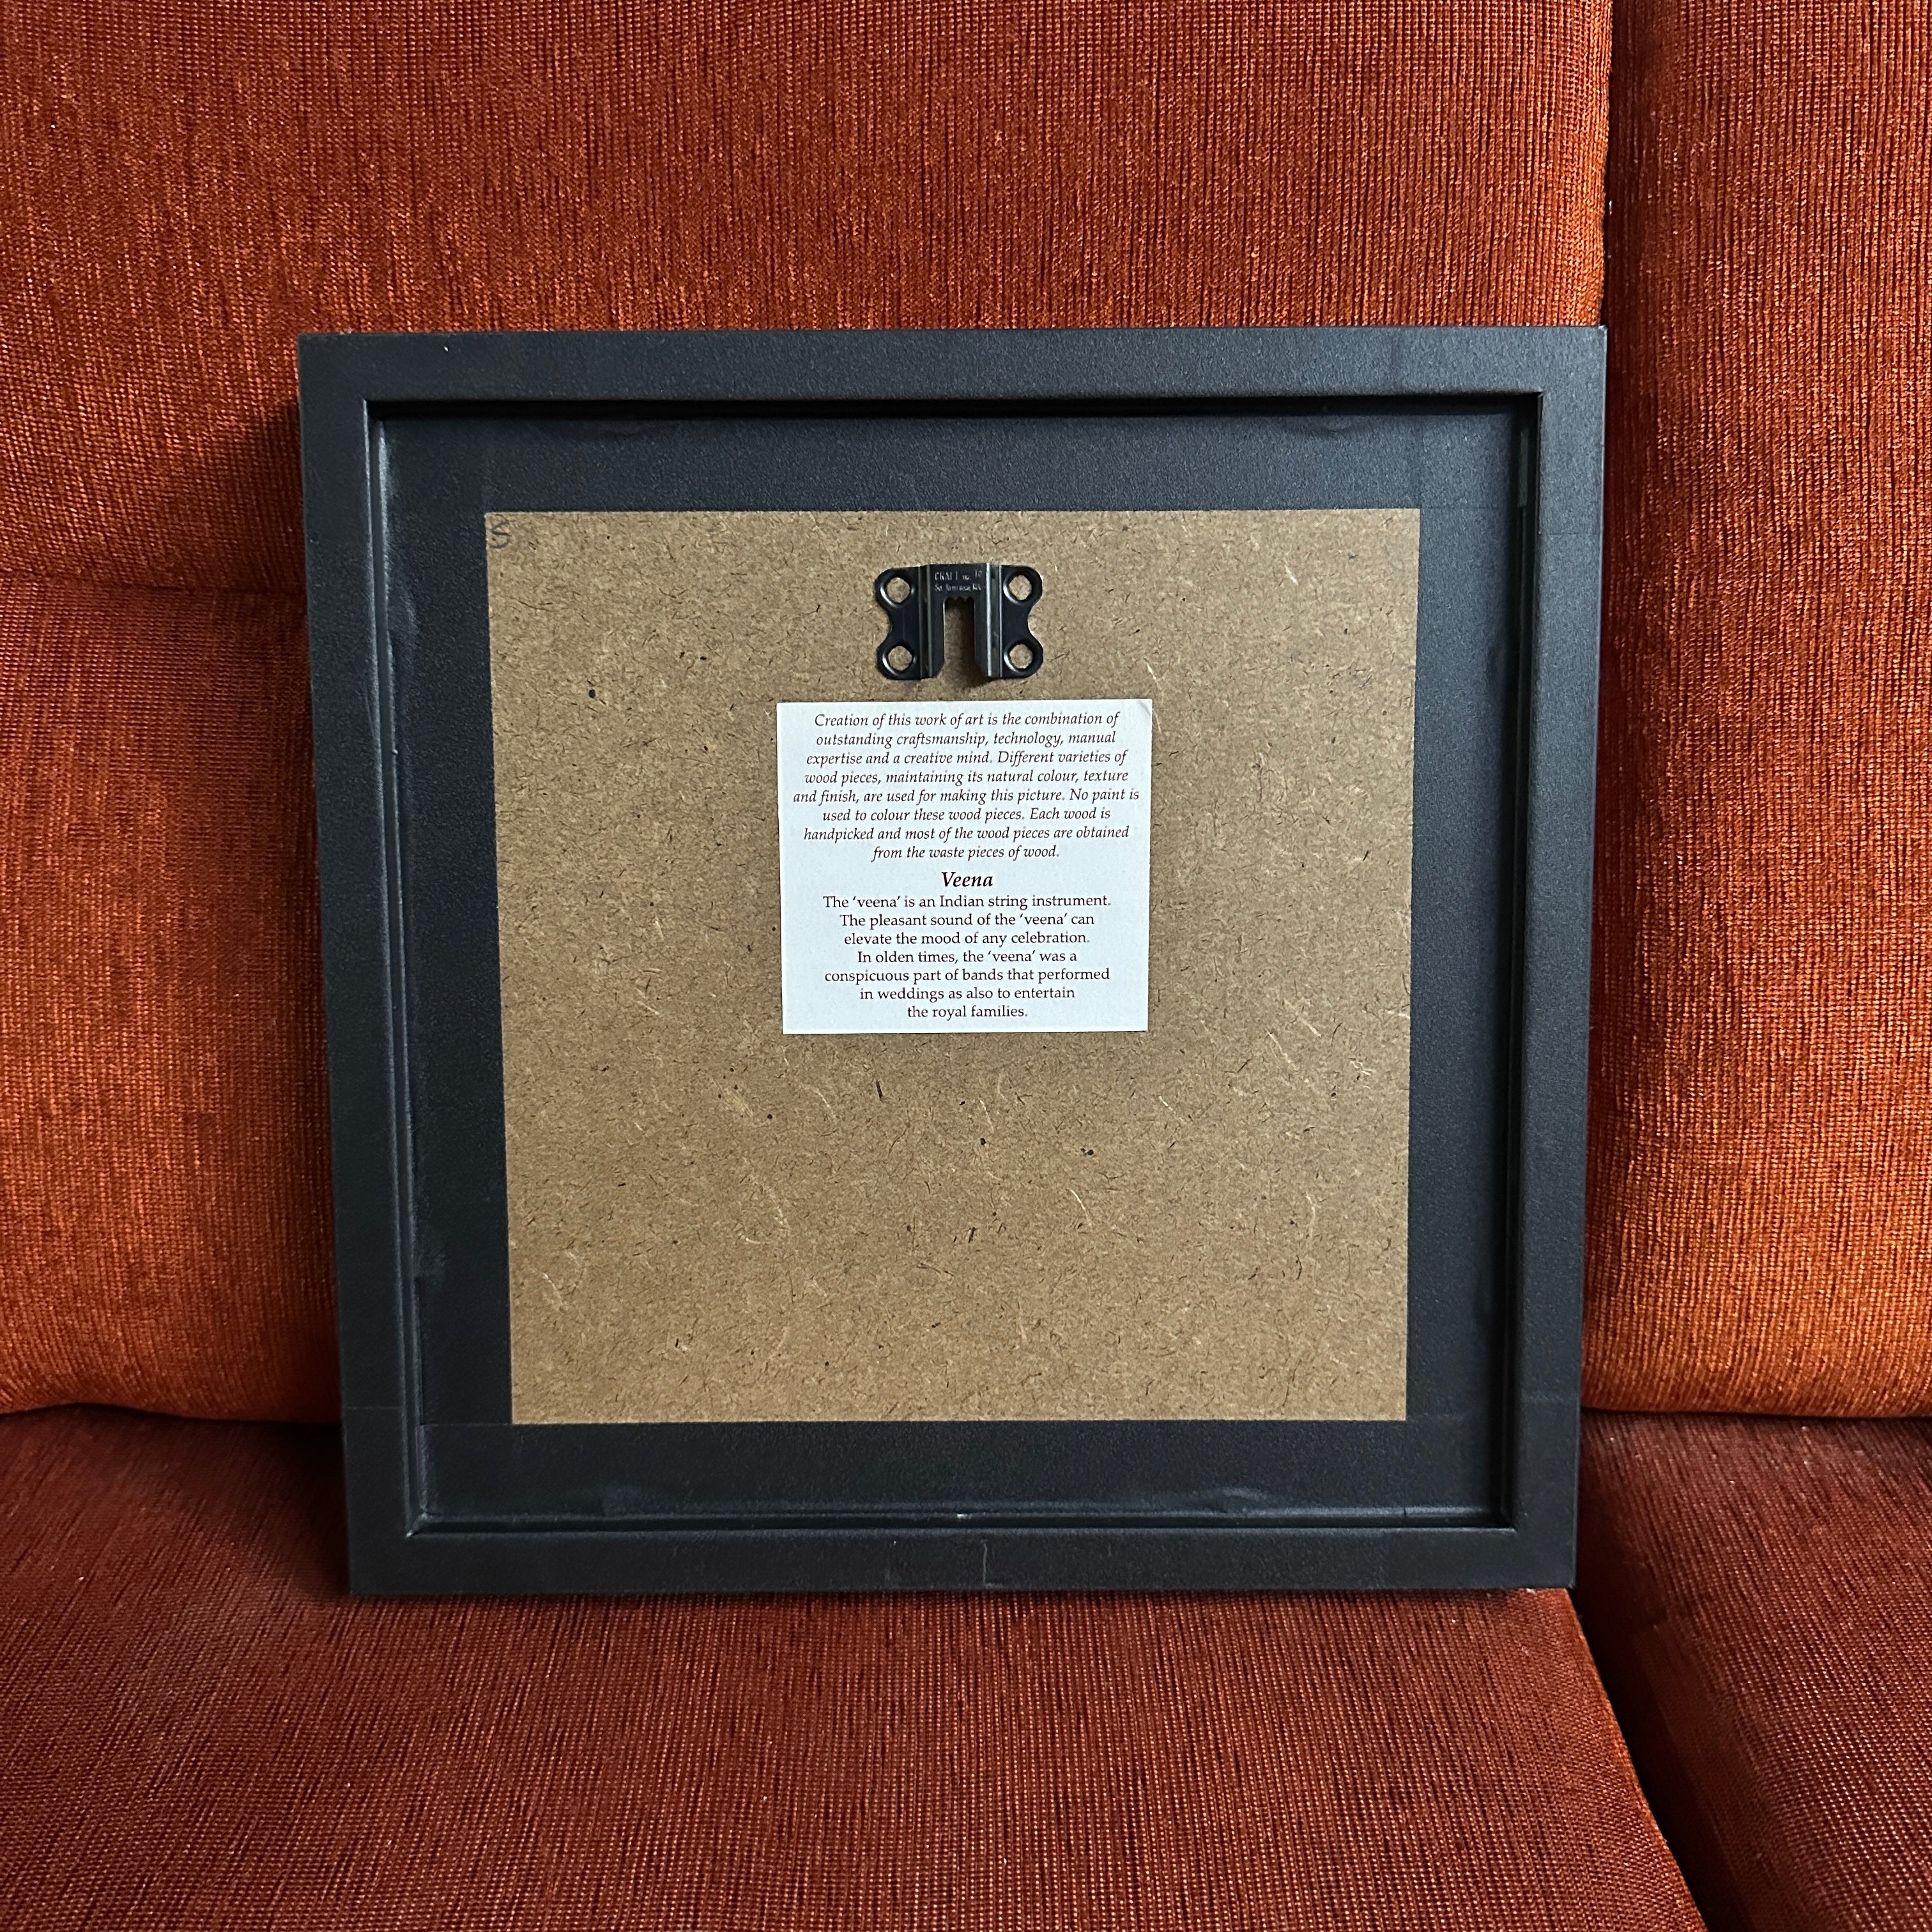 S
CRAFT INC.
Creation of this work of art is the combination of
outstanding craftsmanship, technology, manual
expertise and a creative mind. Different varieties of
wood pieces, maintaining its natural colour, texture
and finish, are used for making this picture. No paint is
used to colour these wood pieces. Each wood is
handpicked and most of the wood pieces are obtained
from the waste pieces of wood.
Veena
The ‘veena’ is an Indian string instrument.
The pleasant sound of the ‘veena’ can
elevate the mood of any celebration.
In olden times, the ‘veena’ was a
conspicuous part of bands that performed
in weddings as also to entertain
the royal families.